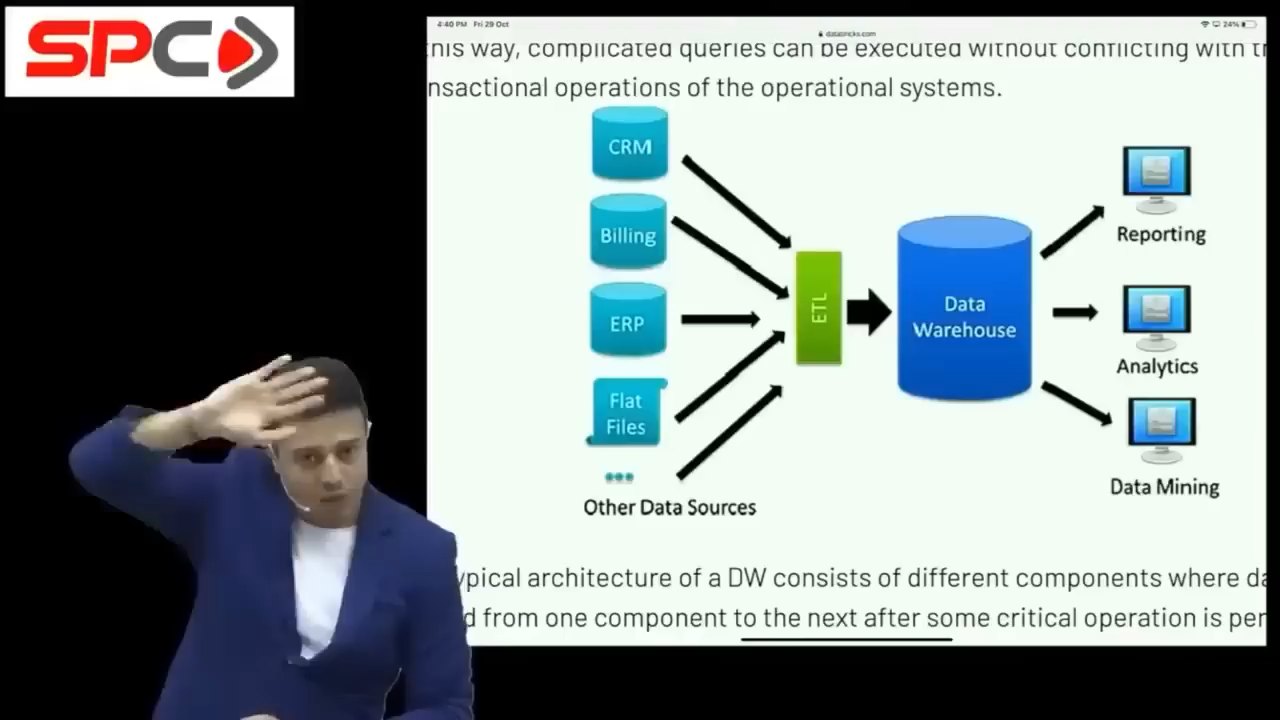 SPC
4:40 PM Fri 29 Oct
24%
databricks.com
his way, complicated queries can be executed without conflicting with
nsactional operations of the operational systems.
CRM
Billing
ERP
Flat
Files
Other Data Sources
ETL
Data
Warehouse
Reporting
Analytics
Data Mining
ypical architecture of a DW consists of different components where
from one component to the next after some critical operation is